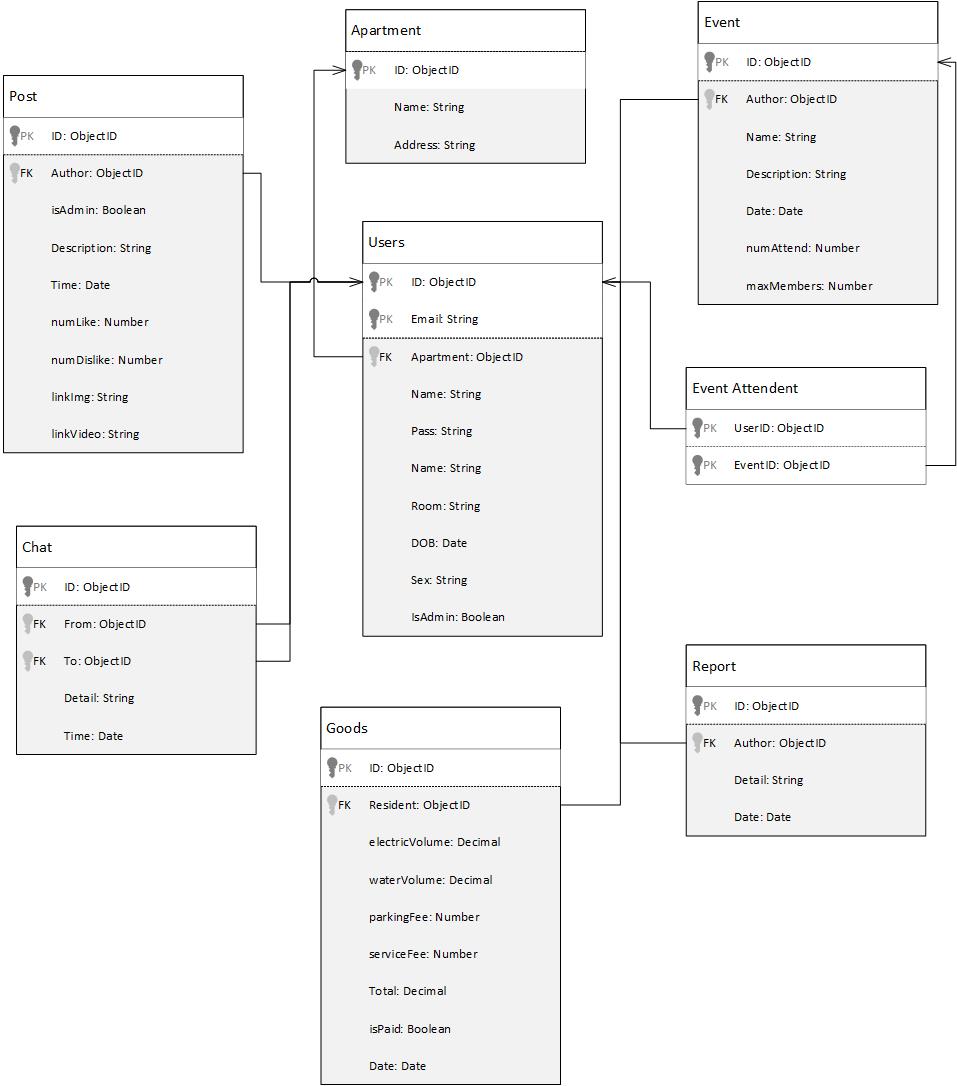 Apartment
PK ID: ObjectID
Name: String
Address: String
Event
PK ID: ObjectID
FK Author: ObjectID
Name: String
Description: String
Date: Date
numAttend: Number
maxMembers: Number
Post
PK ID: ObjectID
FK Author: ObjectID
isAdmin: Boolean
Description: String
Time: Date
numLike: Number
numDislike: Number
linkImg: String
linkVideo: String
Users
PK ID: ObjectID
PK Email: String
FK Apartment: ObjectID
Name: String
Pass: String
Name: String
Room: String
DOB: Date
Sex: String
IsAdmin: Boolean
Event Attendent
PK UserID: ObjectID
PK EventID: ObjectID
Chat
PK ID: ObjectID
FK From: ObjectID
FK To: ObjectID
Detail: String
Time: Date
Report
PK ID: ObjectID
FK Author: ObjectID
Detail: String
Date: Date
Goods
PK ID: ObjectID
FK Resident: ObjectID
electricVolume: Decimal
waterVolume: Decimal
parkingFee: Number
serviceFee: Number
Total: Decimal
isPaid: Boolean
Date: Date